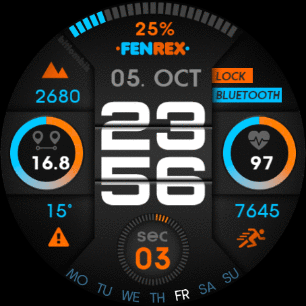 25%
·FENREX·
05. OCT
LOCK
BLUETOOTH
2680
23
56
16.8
97
15°
7645
sec
03
MO TU WE TH FR SA SU